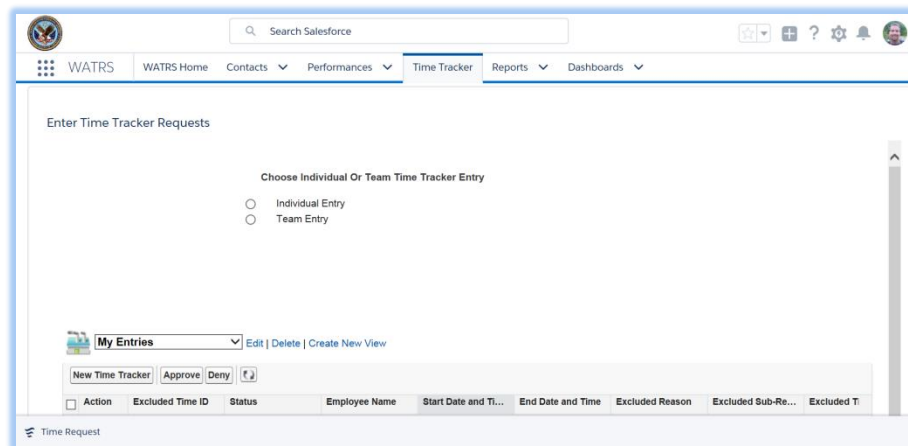 Search Salesforce
WATRS WATRS Home Contacts Performances Time Tracker Reports Dashboards
Enter Time Tracker Requests
Choose Individual Or Team Time Tracker Entry
Individual Entry
Team Entry
My Entries Edit | Delete | Create New View
New Time Tracker Approve Deny
Action Excluded Time ID Status Employee Name Start Date and Ti... End Date and Time Excluded Reason Excluded Sub-Re... Excluded Ti
Time Request